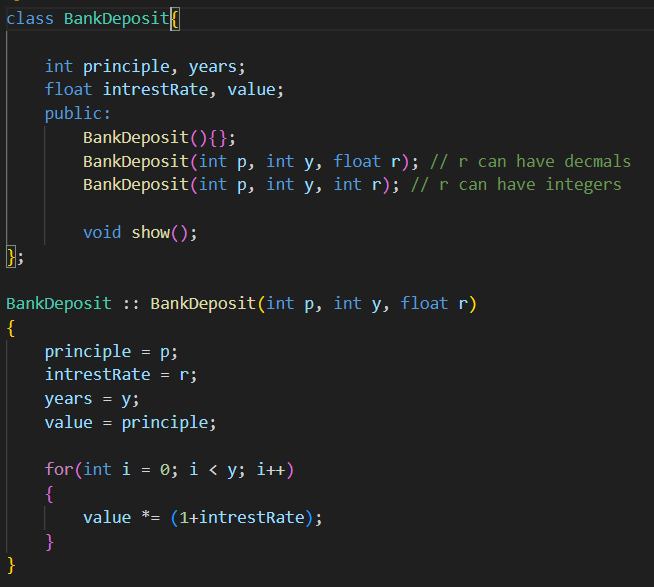 class BankDeposit{
int principle, years;
float intrestRate, value;
public:
BankDeposit(){};
BankDeposit(int p, int y, float r); // r can have decmals
BankDeposit(int p, int y, int r); // r can have integers
void show();
};
BankDeposit :: BankDeposit(int p, int y, float r)
{
principle = p;
intrestRate = r;
years = y;
value = principle;
for(int i = 0; i < y; i++)
{
value *= (1+intrestRate);
}
}